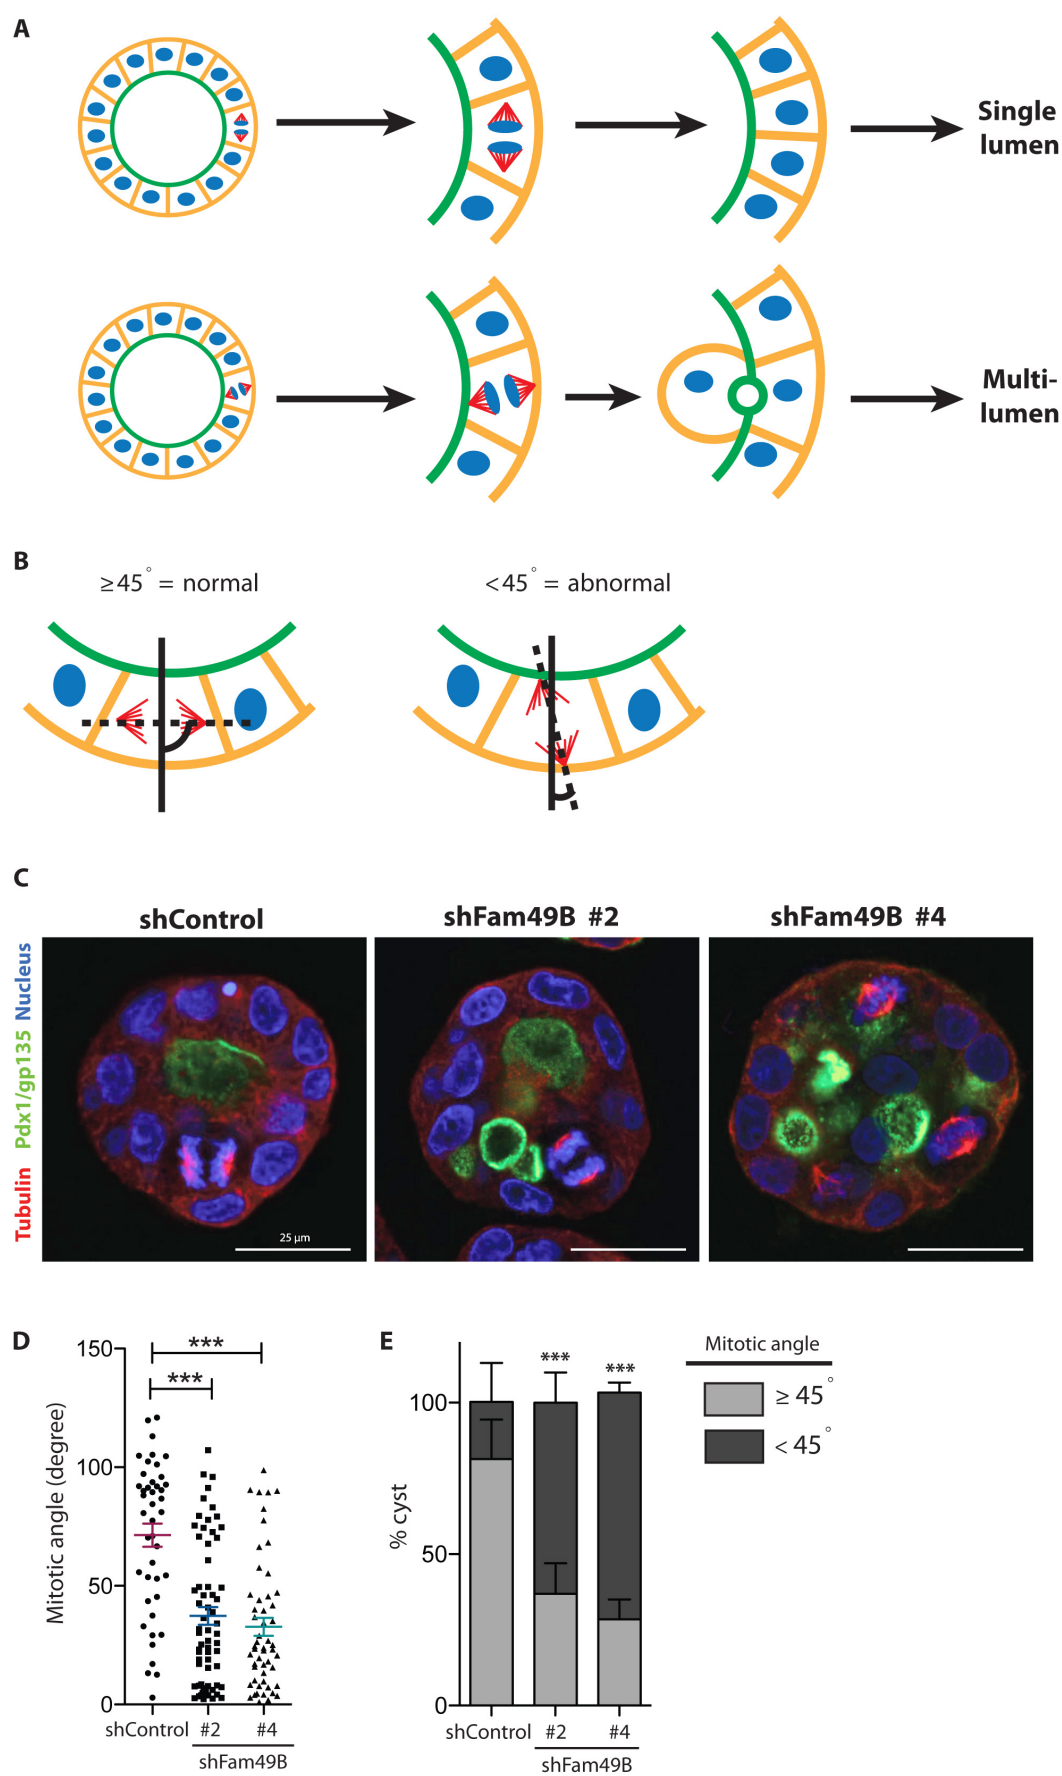 A
Single
lumen
Multi-
lumen
B
≥45° = normal
<45° = abnormal
C
shControl
shFam49B #2
shFam49B #4
Tubulin Pdx1/gp135 Nucleus
25 µm
D
Mitotic angle (degree)
150
100
50
0
***
***
shControl
#2
#4
shFam49B
E
% cyst
100
50
0
***
***
shControl
#2
#4
shFam49B
Mitotic angle
≥ 45°
< 45°